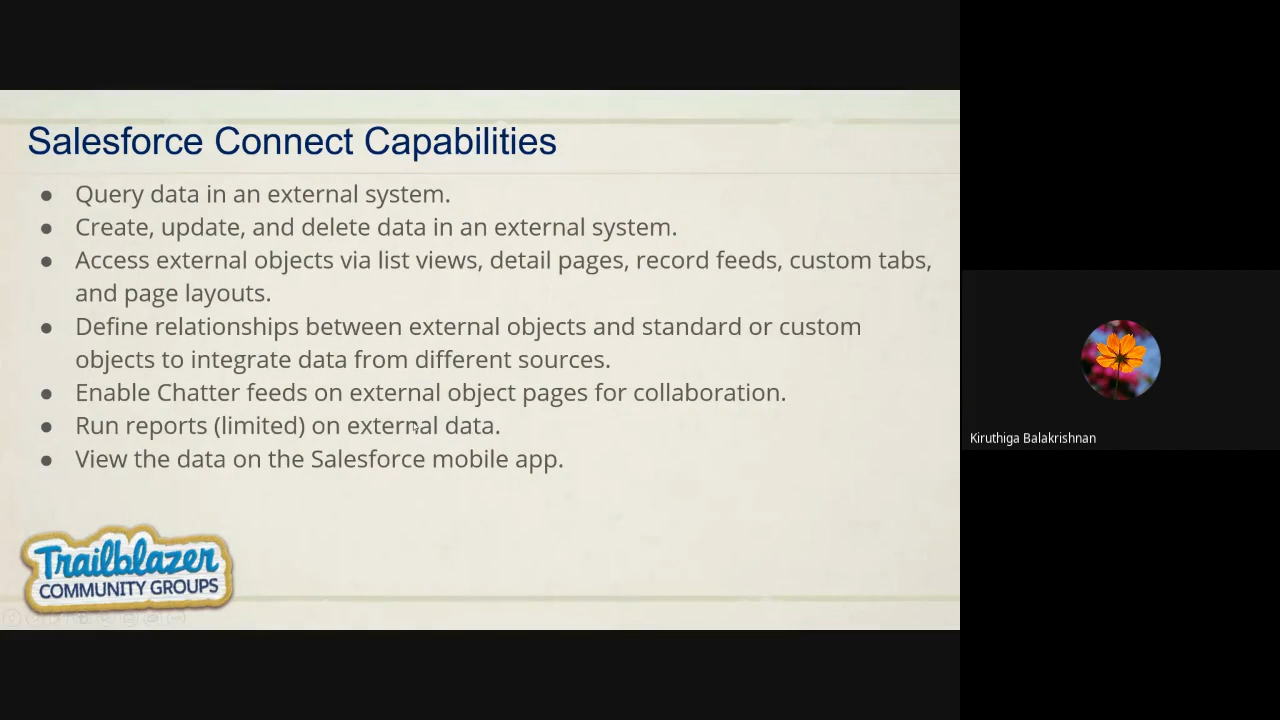 Salesforce Connect Capabilities
● Query data in an external system.
● Create, update, and delete data in an external system.
● Access external objects via list views, detail pages, record feeds, custom tabs,
and page layouts.
● Define relationships between external objects and standard or custom
objects to integrate data from different sources.
● Enable Chatter feeds on external object pages for collaboration.
● Run reports (limited) on external data.
● View the data on the Salesforce mobile app.
Trailblazer
COMMUNITY GROUPS
Kiruthiga Balakrishnan